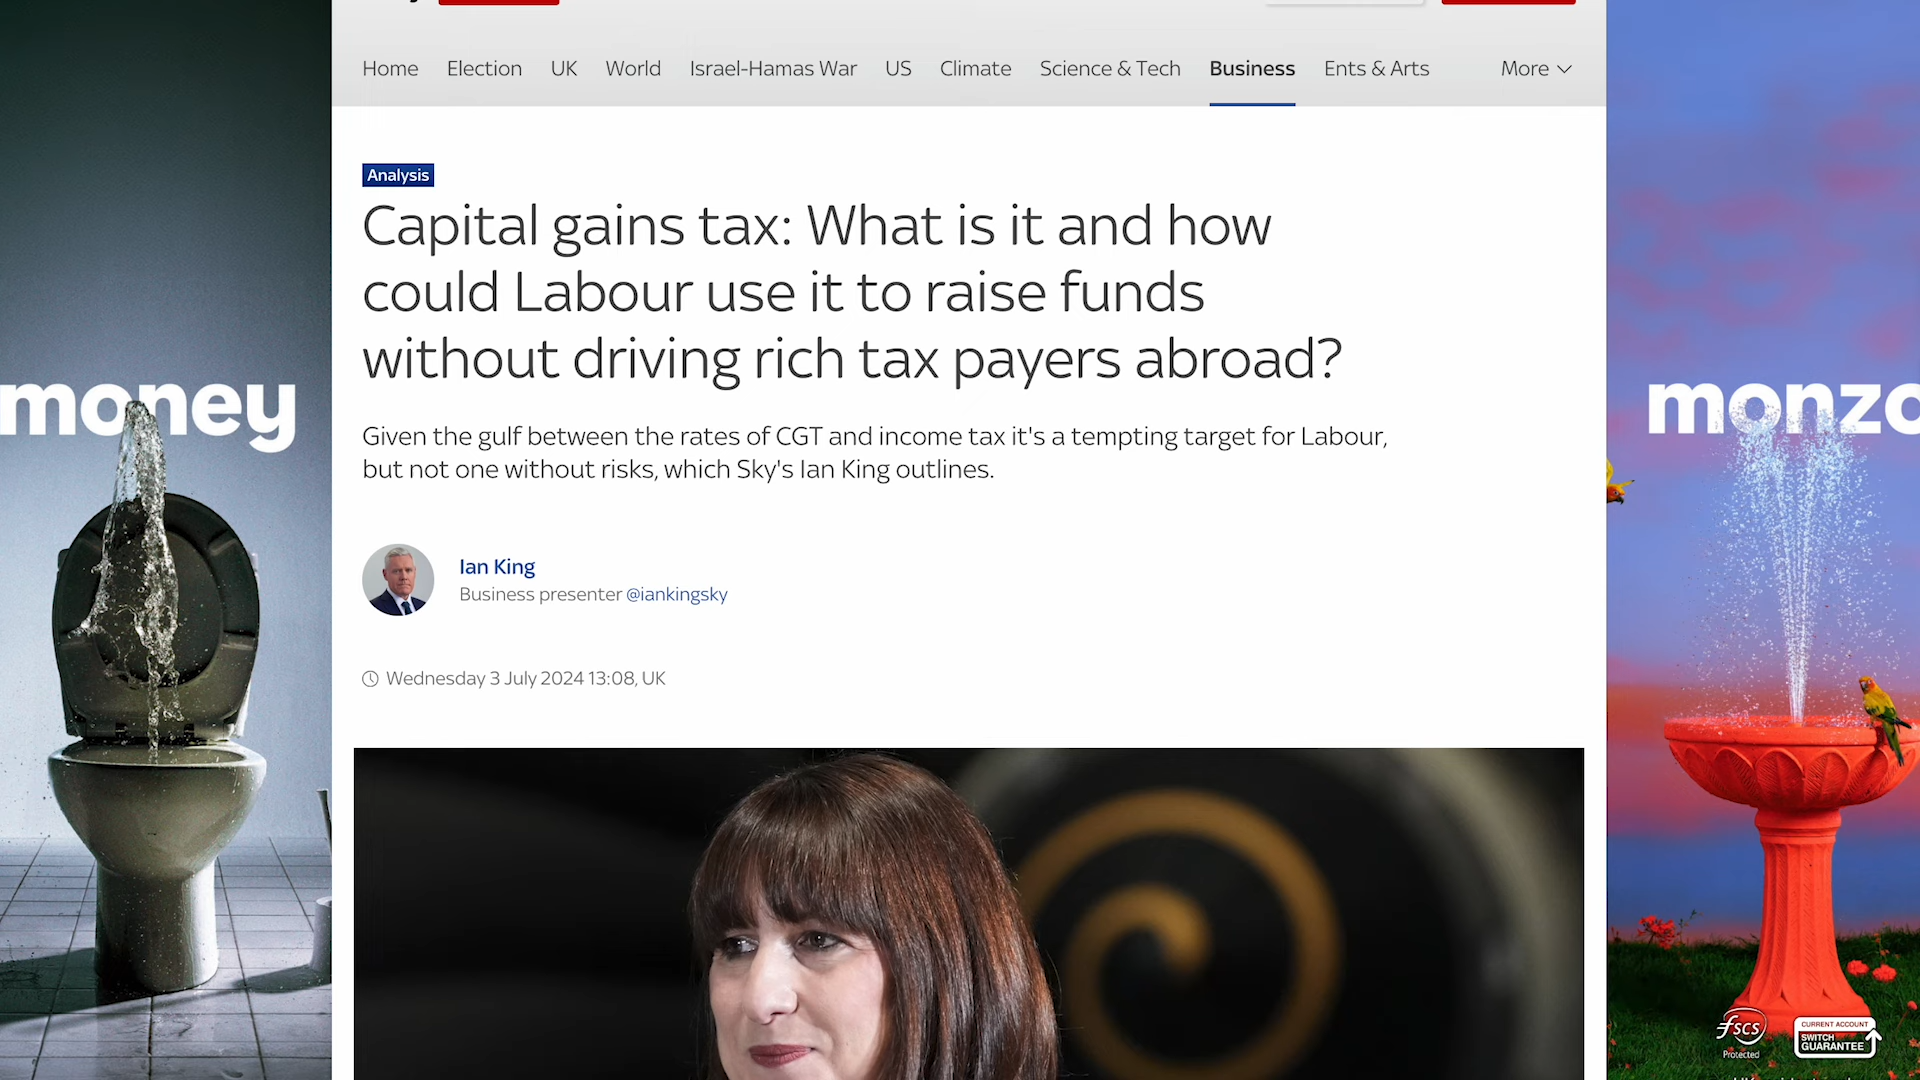 Home Election UK World Israel-Hamas War US Climate Science & Tech Business Ents & Arts More
Analysis
Capital gains tax: What is it and how
could Labour use it to raise funds
without driving rich tax payers abroad?
Given the gulf between the rates of CGT and income tax it's a tempting target for Labour,
but not one without risks, which Sky's Ian King outlines.
Ian King
Business presenter @iankingsky
Wednesday 3 July 2024 13:08, UK
money
monzo
fscs
Protected
CURRENT ACCOUNT
SWITCH
GUARANTEE